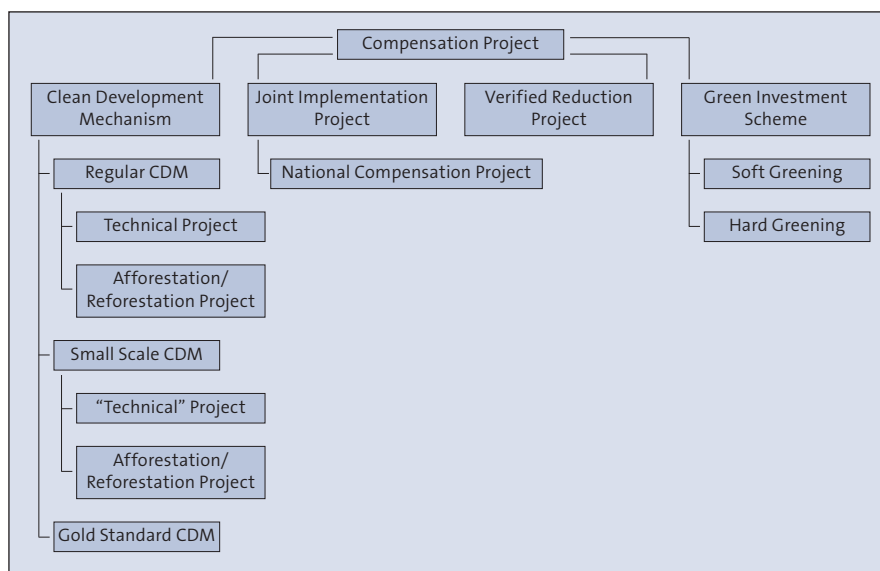 Compensation Project
Clean Development
Mechanism
Joint Implementation
Project
Verified Reduction
Project
Green Investment
Scheme
Regular CDM
National Compensation Project
Soft Greening
Technical Project
Hard Greening
Afforestation/
Reforestation Project
Small Scale CDM
“Technical” Project
Afforestation/
Reforestation Project
Gold Standard CDM